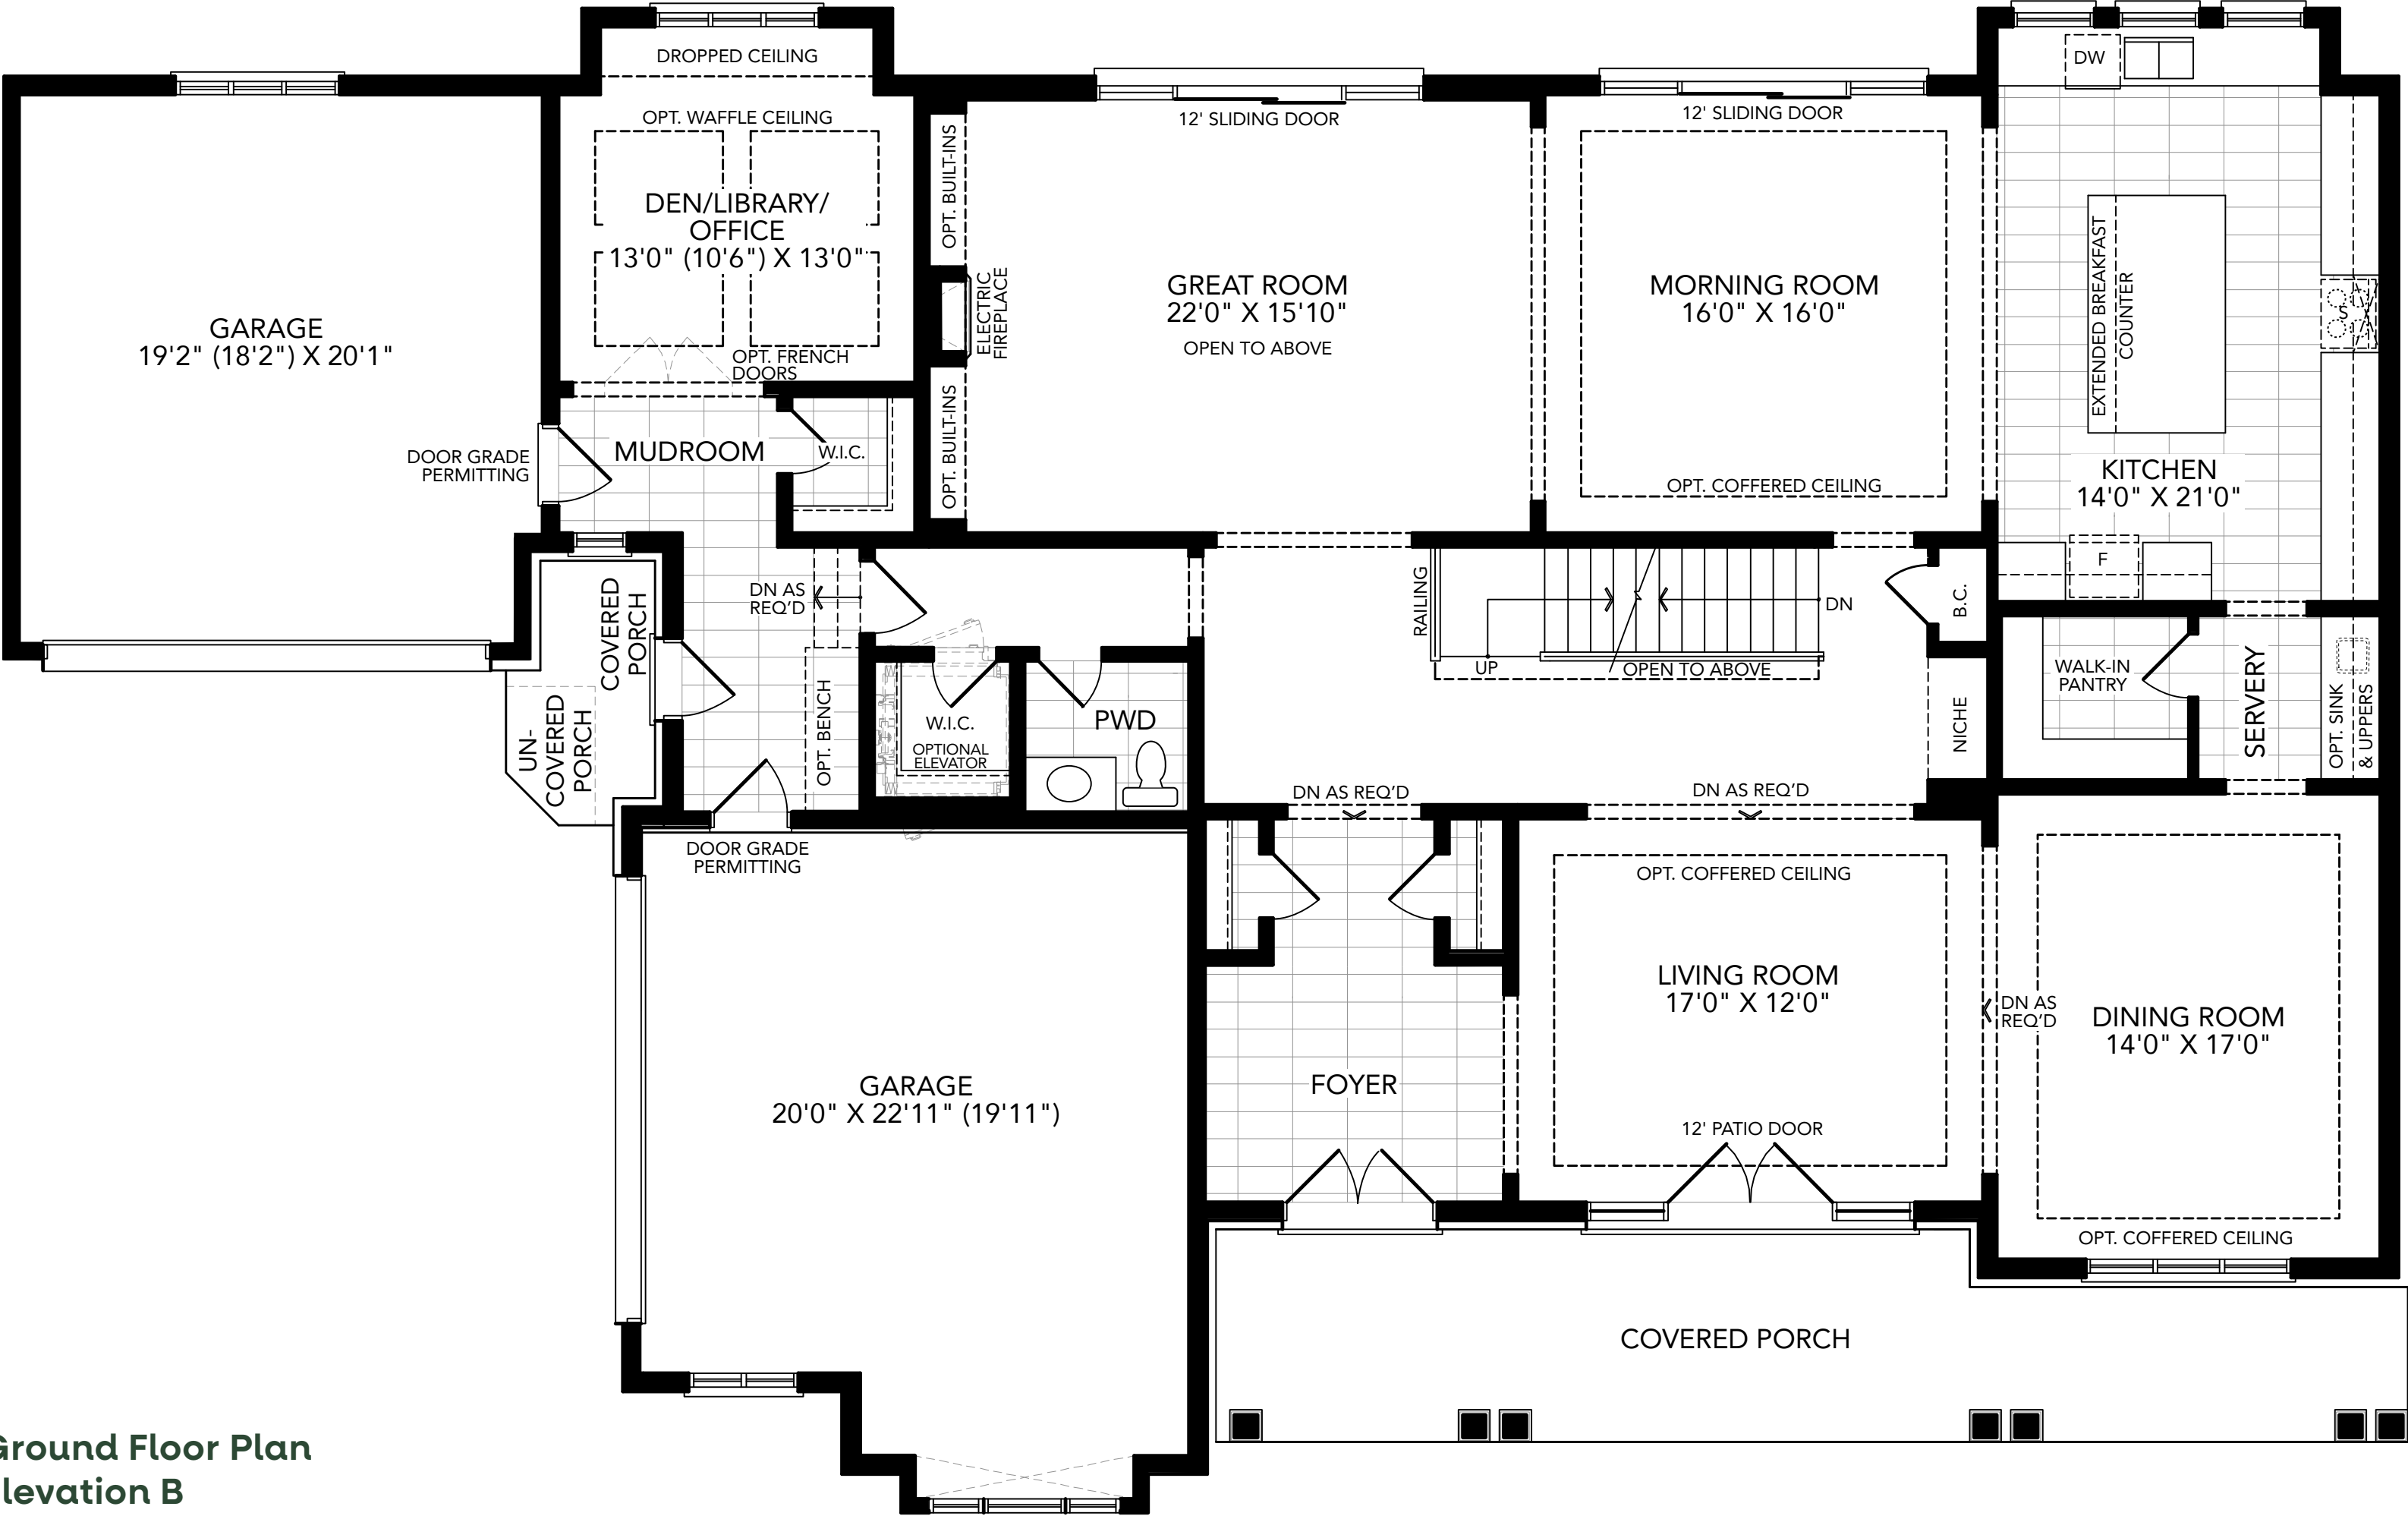 DROPPED CEILING
OPT. WAFFLE CEILING
DEN/LIBRARY/
OFFICE
13'0" (10'6") X 13'0"
OPT. FRENCH
DOORS
GARAGE
19'2" (18'2") X 20'1"
DOOR GRADE
PERMITTING
MUDROOM
W.I.C.
OPT. BUILT-INS
ELECTRIC
FIREPLACE
OPT. BUILT-INS
12' SLIDING DOOR
GREAT ROOM
22'0" X 15'10"
OPEN TO ABOVE
12' SLIDING DOOR
MORNING ROOM
16'0" X 16'0"
OPT. COFFERED CEILING
DW
EXTENDED BREAKFAST
COUNTER
S
KITCHEN
14'0" X 21'0"
F
COVERED
PORCH
UN-
COVERED
PORCH
DN AS
REQ'D
OPT. BENCH
W.I.C.
OPTIONAL
ELEVATOR
PWD
RAILING
UP
OPEN TO ABOVE
DN
B.C.
NICHE
WALK-IN
PANTRY
SERVERY
OPT. SINK
& UPPERS
DOOR GRADE
PERMITTING
DN AS REQ'D
DN AS REQ'D
OPT. COFFERED CEILING
LIVING ROOM
17'0" X 12'0"
DN AS
REQ'D
DINING ROOM
14'0" X 17'0"
GARAGE
20'0" X 22'11" (19'11")
FOYER
12' PATIO DOOR
OPT. COFFERED CEILING
COVERED PORCH
Ground Floor Plan
levation B